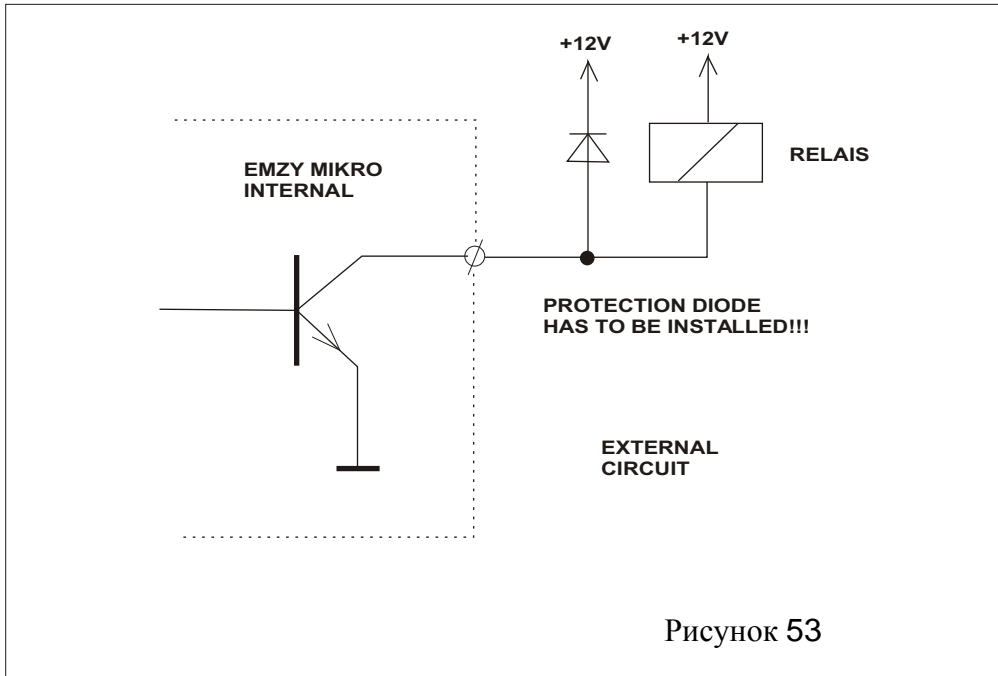 +12V
+12V
EMZY MIKRO
INTERNAL
RELAIS
PROTECTION DIODE
HAS TO BE INSTALLED!!!
EXTERNAL
CIRCUIT
Рисунок 53